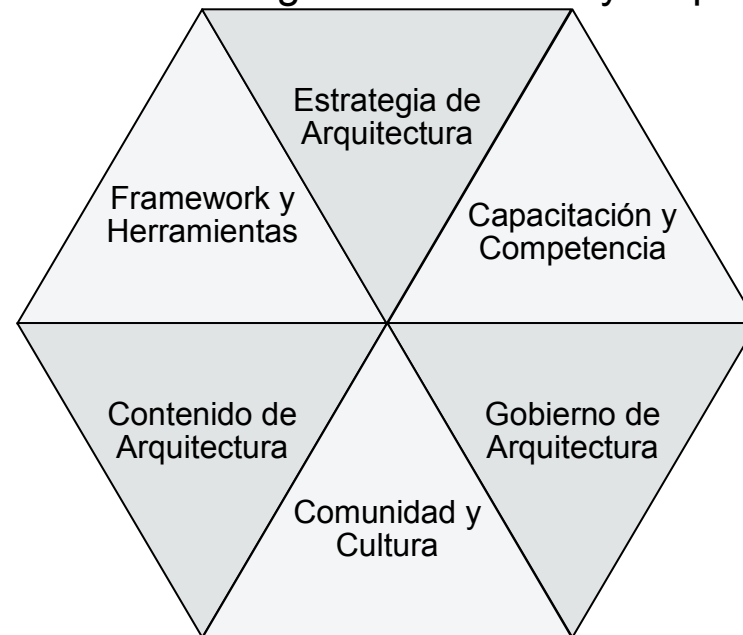 Estrategia de
Arquitectura
Framework y
Herramientas
Capacitación y
Competencia
Contenido de
Arquitectura
Gobierno de
Arquitectura
Comunidad y
Cultura